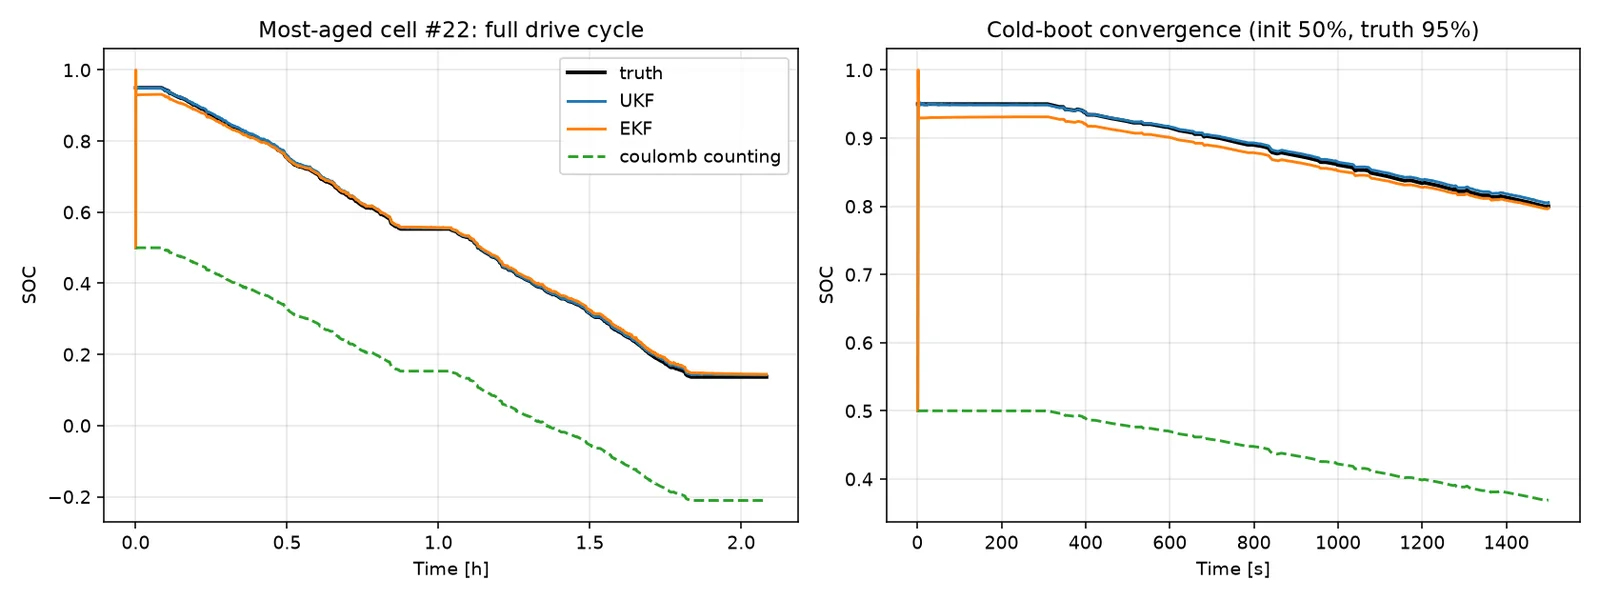 Most-aged cell #22: full drive cycle
1.0
0.8
0.6
0.4
0.2
0.0
−0.2
SOC
truth
UKF
EKF
coulomb counting
0.0 0.5 1.0 1.5 2.0
Time [h]
Cold-boot convergence (init 50%, truth 95%)
1.0
0.9
0.8
0.7
0.6
0.5
0.4
SOC
0 200 400 600 800 1000 1200 1400
Time [s]